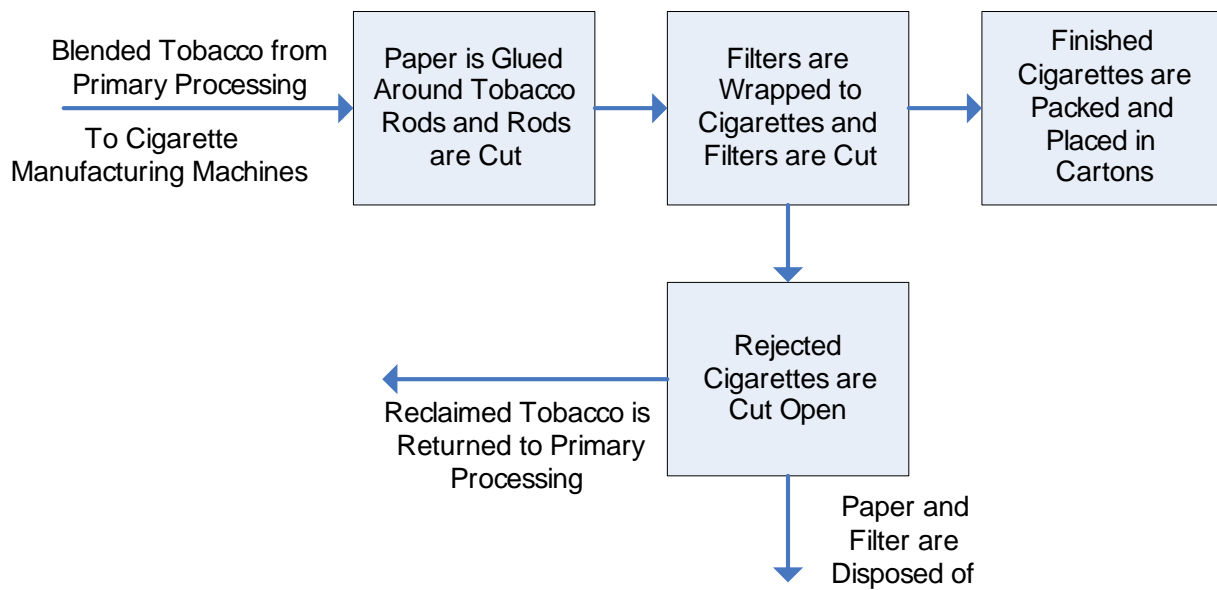 Blended Tobacco from
Primary Processing
To Cigarette
Manufacturing Machines
Paper is Glued
Around Tobacco
Rods and Rods
are Cut
Filters are
Wrapped to
Cigarettes and
Filters are Cut
Finished
Cigarettes are
Packed and
Placed in
Cartons
Rejected
Cigarettes are
Cut Open
Reclaimed Tobacco is
Returned to Primary
Processing
Paper and
Filter are
Disposed of